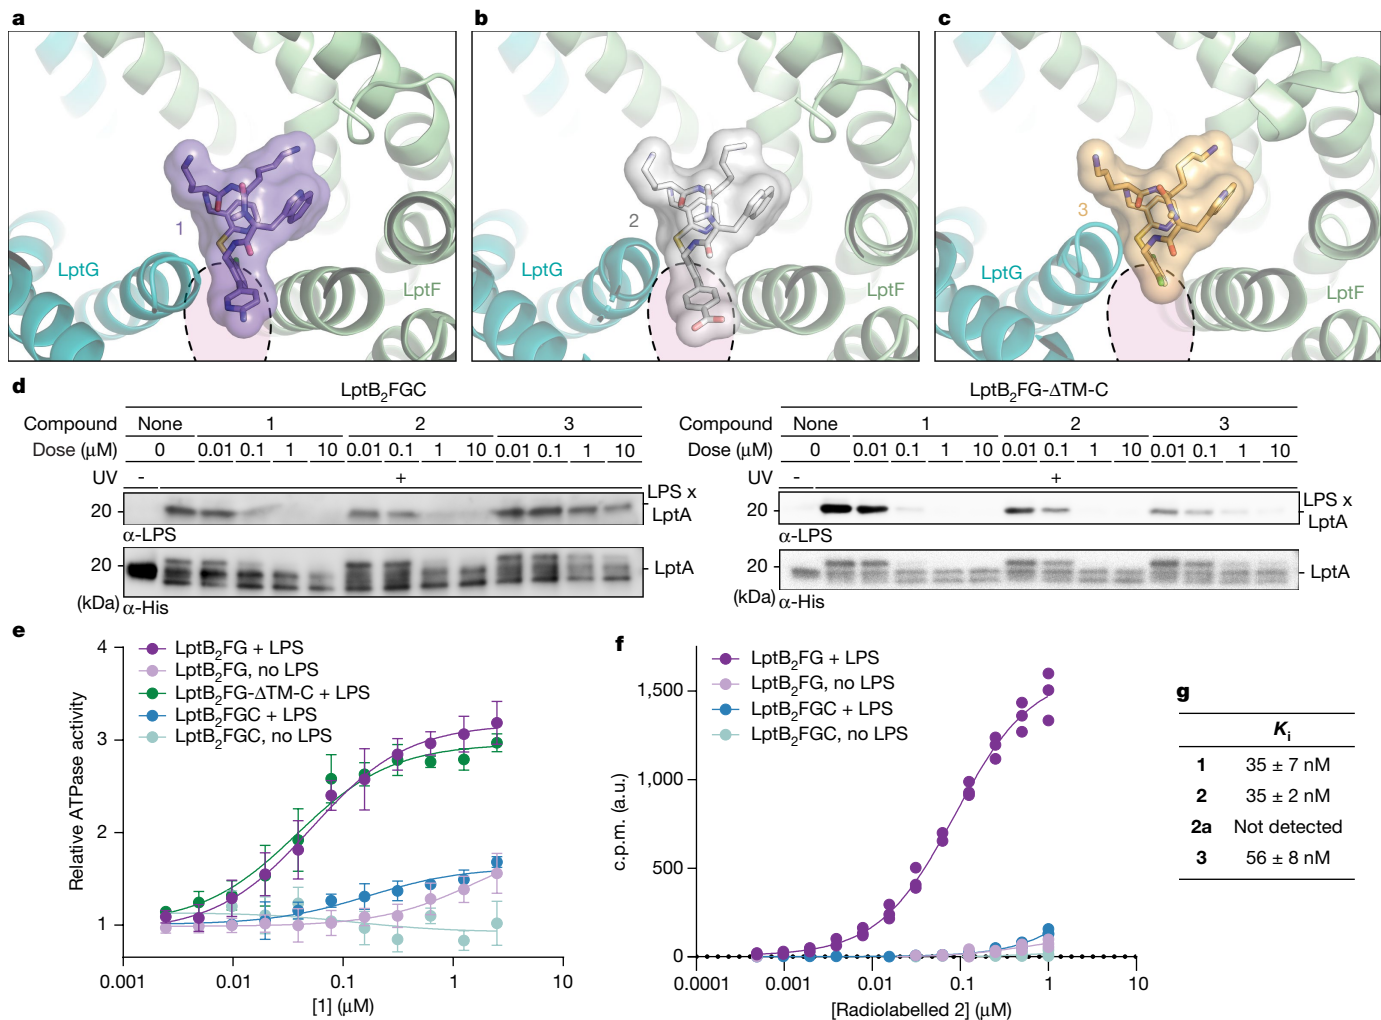 a
b
c
1
2
3
LptG
LptF
LptG
LptF
LptG
LptF
d
LptB2FGC
Compound None 1 2 3
Dose (μM) 0 0.01 0.1 1 10 0.01 0.1 1 10 0.01 0.1 1 10
UV - +
20
LPS x
LptA
α-LPS
20
LptA
(kDa) α-His
LptB2FG-ΔTM-C
Compound None 1 2 3
Dose (μM) 0 0.01 0.1 1 10 0.01 0.1 1 10 0.01 0.1 1 10
UV - +
20
LPS x
LptA
α-LPS
20
LptA
(kDa) α-His
e
LptB2FG + LPS
LptB2FG, no LPS
LptB2FG-ΔTM-C + LPS
LptB2FGC + LPS
LptB2FGC, no LPS
Relative ATPase activity
4
3
2
1
0.001 0.01 0.1 1 10
[1] (μM)
f
LptB2FG + LPS
LptB2FG, no LPS
LptB2FGC + LPS
LptB2FGC, no LPS
c.p.m. (a.u.)
1,500
1,000
500
0
0.0001 0.001 0.01 0.1 1 10
[Radiolabelled 2] (μM)
g
Ki
1 35 ± 7 nM
2 35 ± 2 nM
2a Not detected
3 56 ± 8 nM